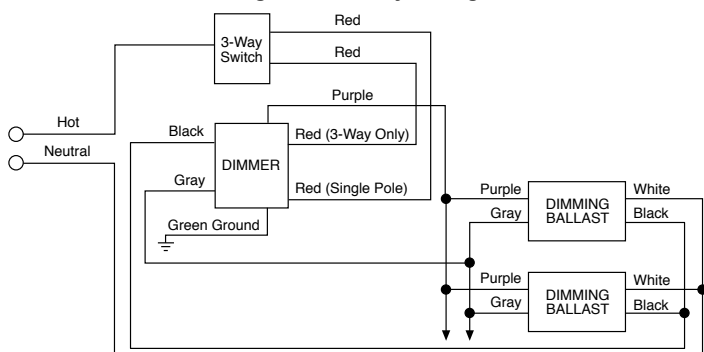 Red
3-Way
Switch
Red
Purple
Hot
Black
Red (3-Way Only)
Neutral
DIMMER
Gray
Red (Single Pole)
Purple
White
DIMMING
BALLAST
Gray
Black
Green Ground
Purple
White
DIMMING
BALLAST
Gray
Black